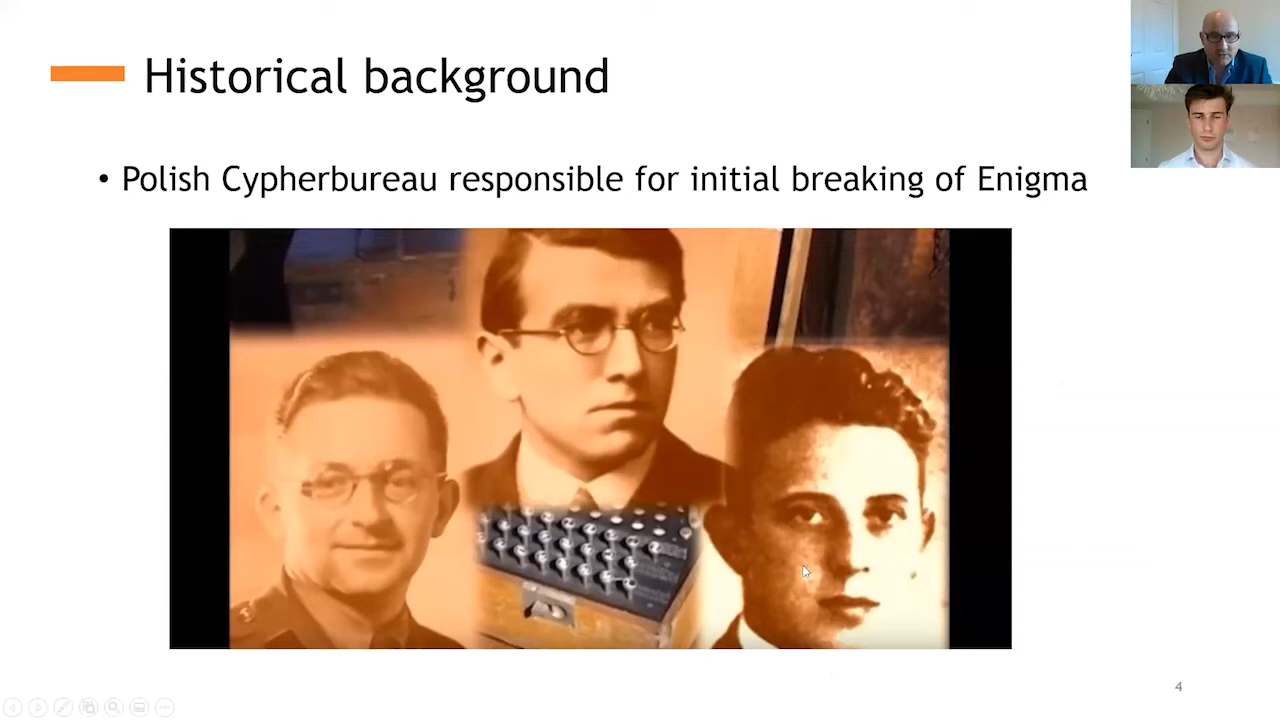 Historical background
• Polish Cypherbureau responsible for initial breaking of Enigma
4